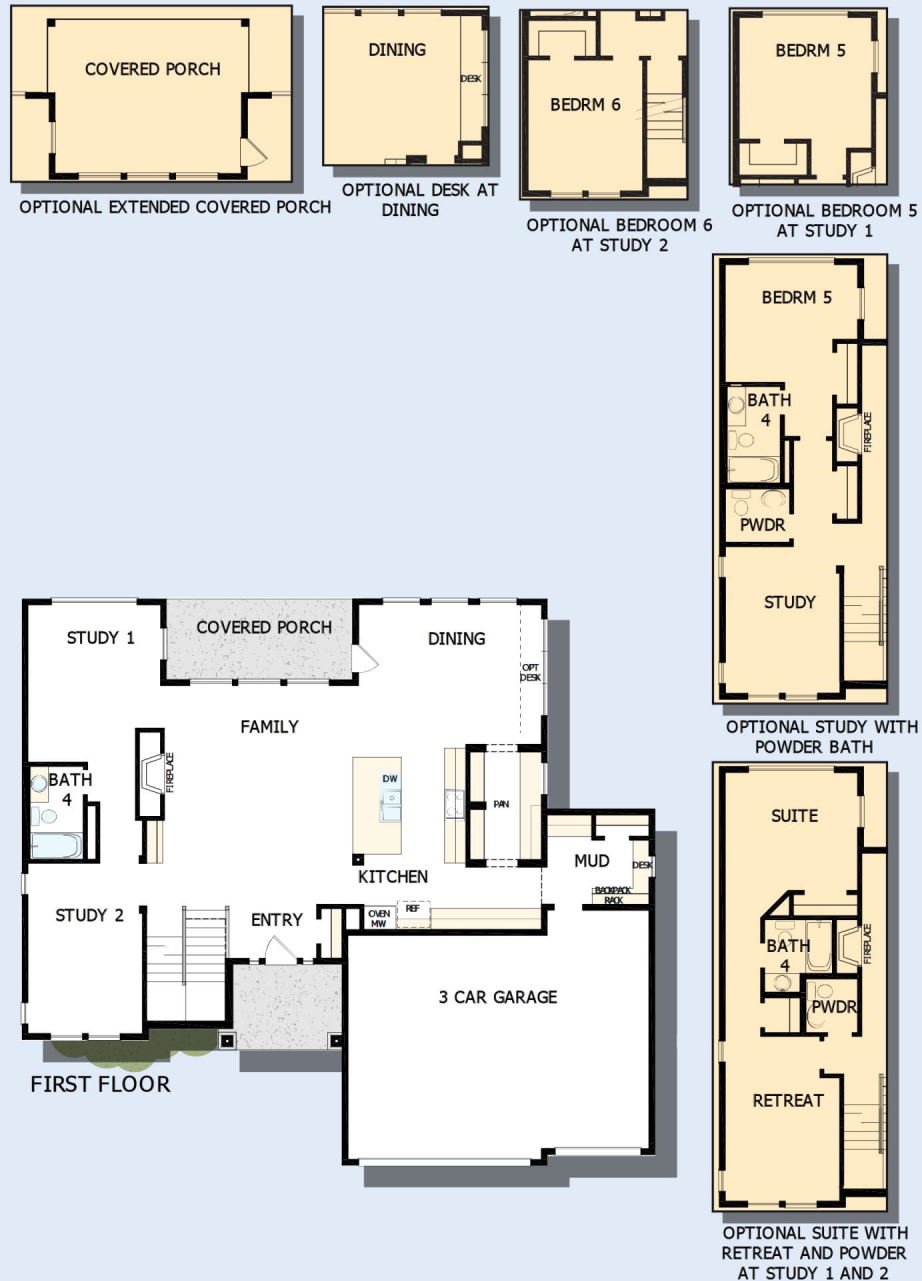 COVERED PORCH
OPTIONAL EXTENDED COVERED PORCH
DINING
DESK
OPTIONAL DESK AT
DINING
BEDRM 6
OPTIONAL BEDROOM 6
AT STUDY 2
BEDRM 5
OPTIONAL BEDROOM 5
AT STUDY 1
BEDRM 5
BATH
4
FIREPLACE
PWDR
STUDY
OPTIONAL STUDY WITH
POWDER BATH
STUDY 1
COVERED PORCH
DINING
OPT
DESK
FAMILY
FIREPLACE
BATH
4
DW
PAN
MUD
DESK
BACKPACK
RACK
KITCHEN
STUDY 2
ENTRY
OVEN
MW
REF
3 CAR GARAGE
FIRST FLOOR
SUITE
BATH
4
FIREPLACE
PWDR
RETREAT
OPTIONAL SUITE WITH
RETREAT AND POWDER
AT STUDY 1 AND 2